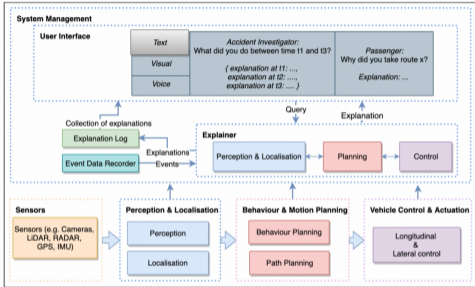 System Management
User Interface
Text
Visual
Voice
Accident Investigator:
What did you do between time t1 and t3?
{ explanation at t1: ...,
explanation at t2: ....,
explanation at t3: .... }
Passenger:
Why did you take route x?
Explanation: ...
Collection of explanations
Query
Explanation
Explanation Log
Event Data Recorder
Explanations
Events
Explainer
Perception & Localisation
Planning
Control
Sensors
Sensors (e.g. Cameras,
LiDAR, RADAR,
GPS, IMU)
Perception & Localisation
Perception
Localisation
Behaviour & Motion Planning
Behaviour Planning
Path Planning
Vehicle Control & Actuation
Longitudinal
&
Lateral control